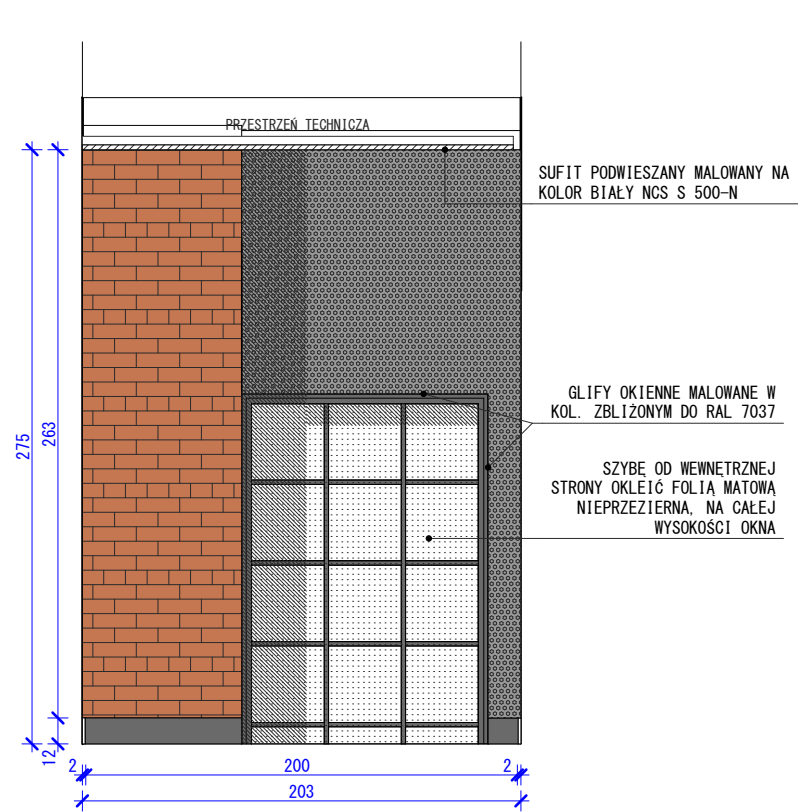 PRZESTRZEŃ TECHNICZA
SUFIT PODWIESZANY MALOWANY NA
KOLOR BIAŁY NCS S 500-N
GLIFY OKIENNE MALOWANE W
KOL. ZBLIŻONYM DO RAL 7037
SZYBĘ OD WEWNĘTRZNEJ
STRONY OKLEIĆ FOLIĄ MATOWĄ
NIEPRZEZIERNA, NA CAŁEJ
WYSOKOŚCI OKNA
275
263
12
2
200
2
203